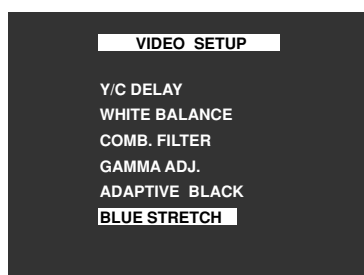 VIDEO SETUP
Y/C DELAY
WHITE BALANCE
COMB. FILTER
GAMMA ADJ.
ADAPTIVE BLACK
BLUE STRETCH